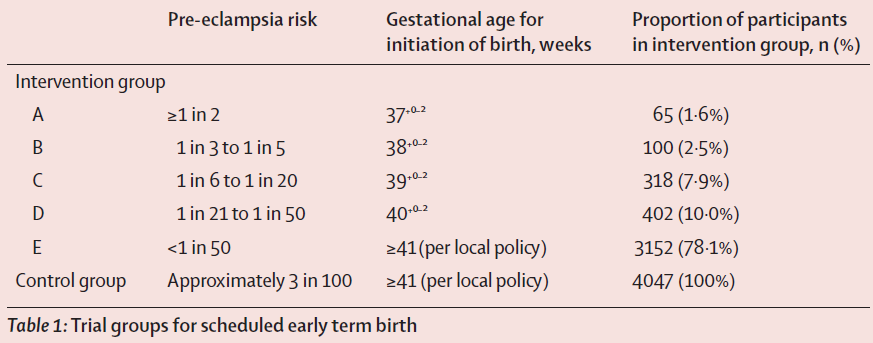 Pre-eclampsia risk Gestational age for initiation of birth, weeks Proportion of participants in intervention group, n (%)
Intervention group
A ≥1 in 2 37⁺⁰⁻² 65 (1·6%)
B 1 in 3 to 1 in 5 38⁺⁰⁻² 100 (2·5%)
C 1 in 6 to 1 in 20 39⁺⁰⁻² 318 (7·9%)
D 1 in 21 to 1 in 50 40⁺⁰⁻² 402 (10·0%)
E <1 in 50 ≥41 (per local policy) 3152 (78·1%)
Control group Approximately 3 in 100 ≥41 (per local policy) 4047 (100%)
Table 1: Trial groups for scheduled early term birth